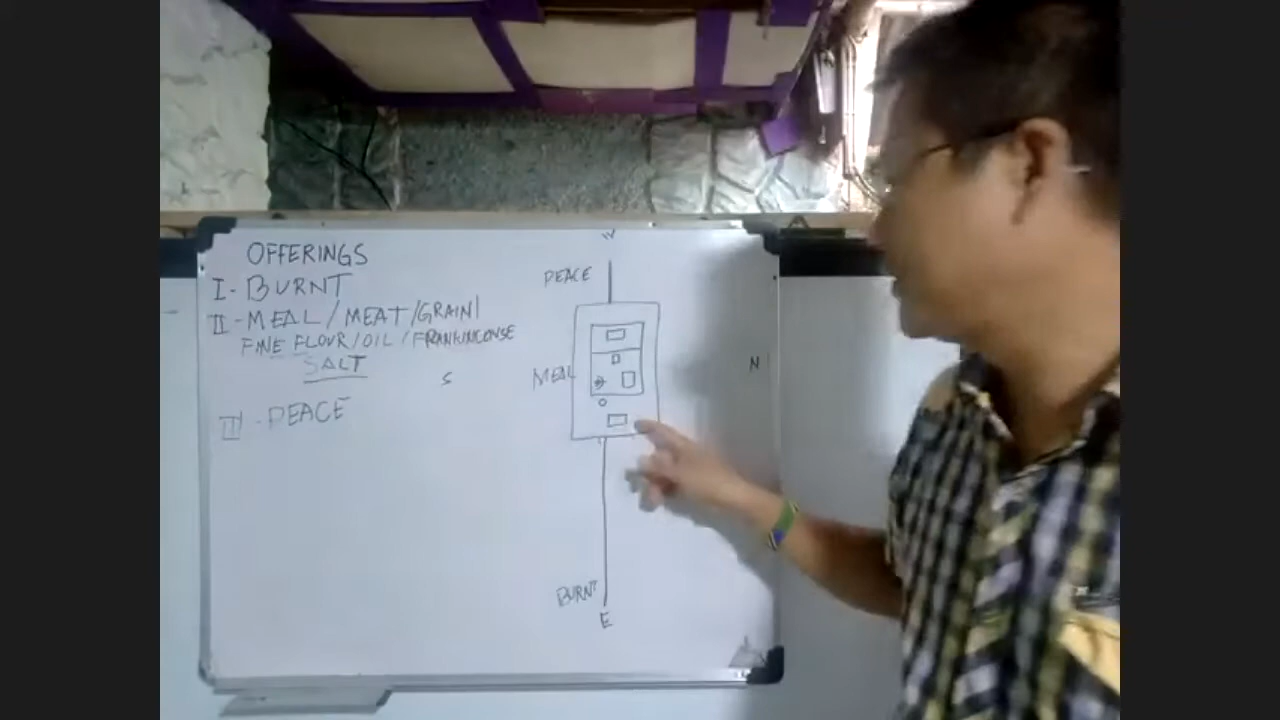 OFFERINGS
I - BURNT
II - MEAL / MEAT / GRAIN
FINE FLOUR / OIL / FRANKINCENSE
SALT
III - PEACE
W
PEACE
S
MEAL
N
BURNT
E